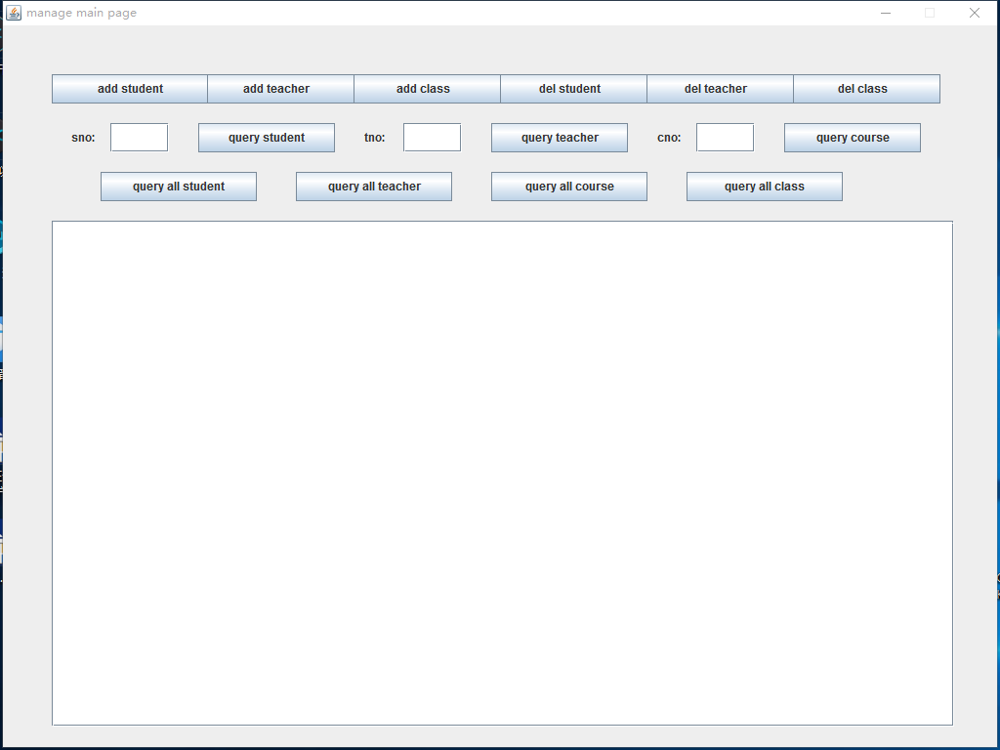 manage main page
add student add teacher add class del student del teacher del class
sno: query student tno: query teacher cno: query course
query all student query all teacher query all course query all class